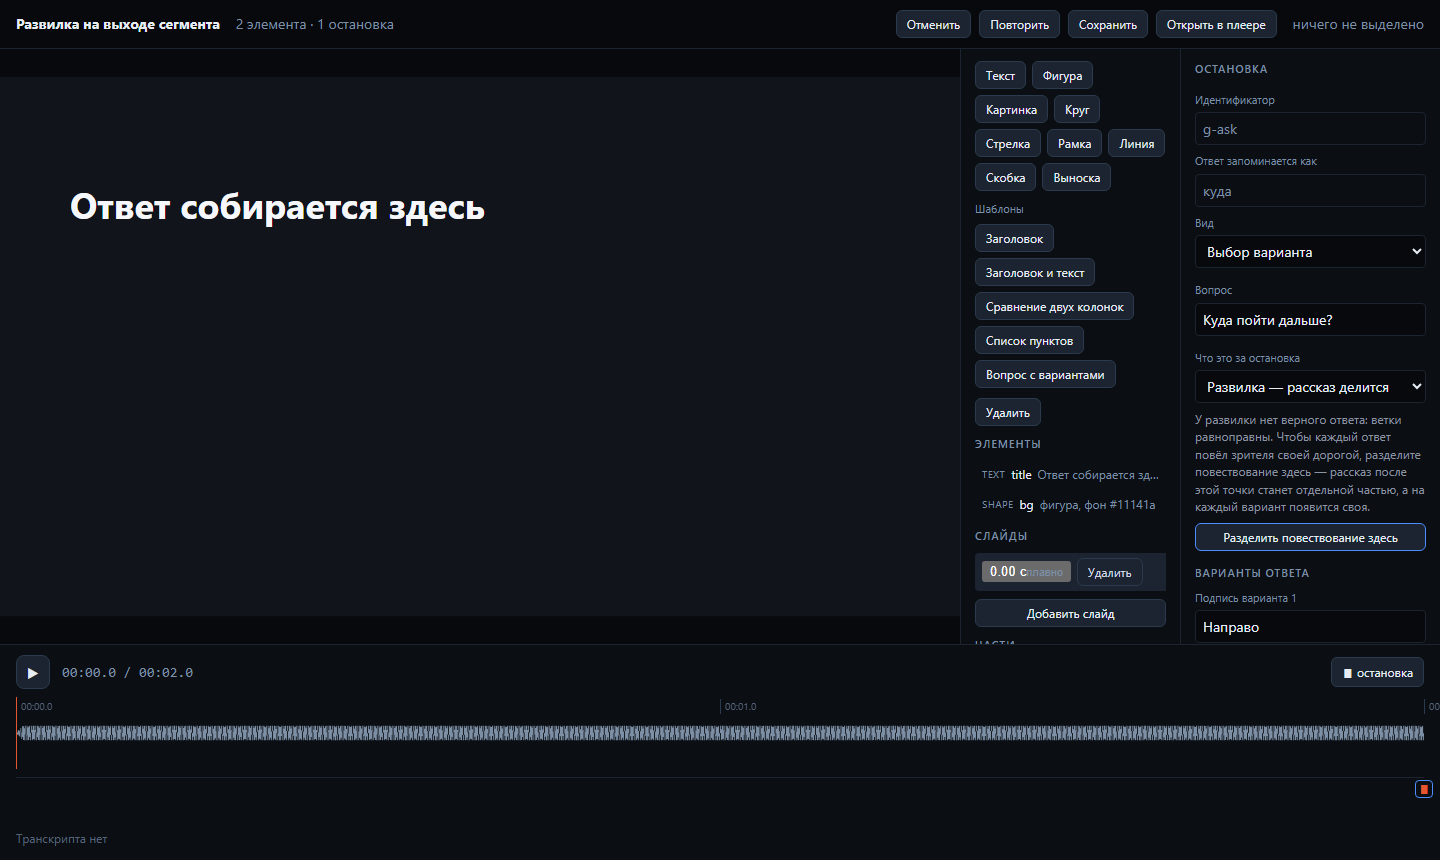 Развилка на выходе сегмента 2 элемента · 1 остановка
Отменить Повторить Сохранить Открыть в плеере ничего не выделено
Ответ собирается здесь
Текст Фигура
Картинка Круг
Стрелка Рамка Линия
Скобка Выноска
Шаблоны
Заголовок
Заголовок и текст
Сравнение двух колонок
Список пунктов
Вопрос с вариантами
Удалить
ЭЛЕМЕНТЫ
TEXT title Ответ собирается зд...
SHAPE bg фигура, фон #11141a
СЛАЙДЫ
0.00 с плавно Удалить
Добавить слайд
ЧАСТИ
ОСТАНОВКА
Идентификатор
g-ask
Ответ запоминается как
куда
Вид
Выбор варианта
Вопрос
Куда пойти дальше?
Что это за остановка
Развилка — рассказ делится
У развилки нет верного ответа: ветки
равноправны. Чтобы каждый ответ
повёл зрителя своей дорогой, разделите
повествование здесь — рассказ после
этой точки станет отдельной частью, а на
каждый вариант появится своя.
Разделить повествование здесь
ВАРИАНТЫ ОТВЕТА
Подпись варианта 1
Направо
00:00.0 / 00:02.0 остановка
00:00.0 00:01.0 00
Транскрипта нет